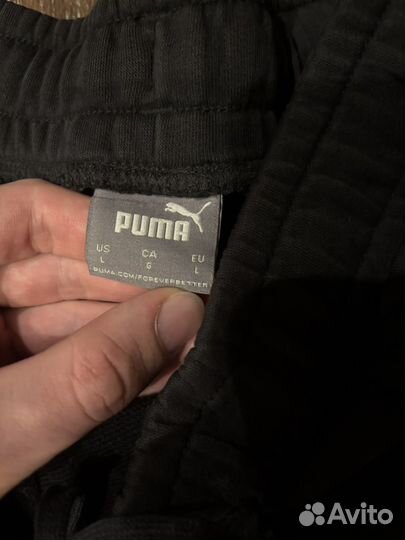 PUMA
US CA EU
L G L
PUMA.COM/FOREVERBETTER
Avito